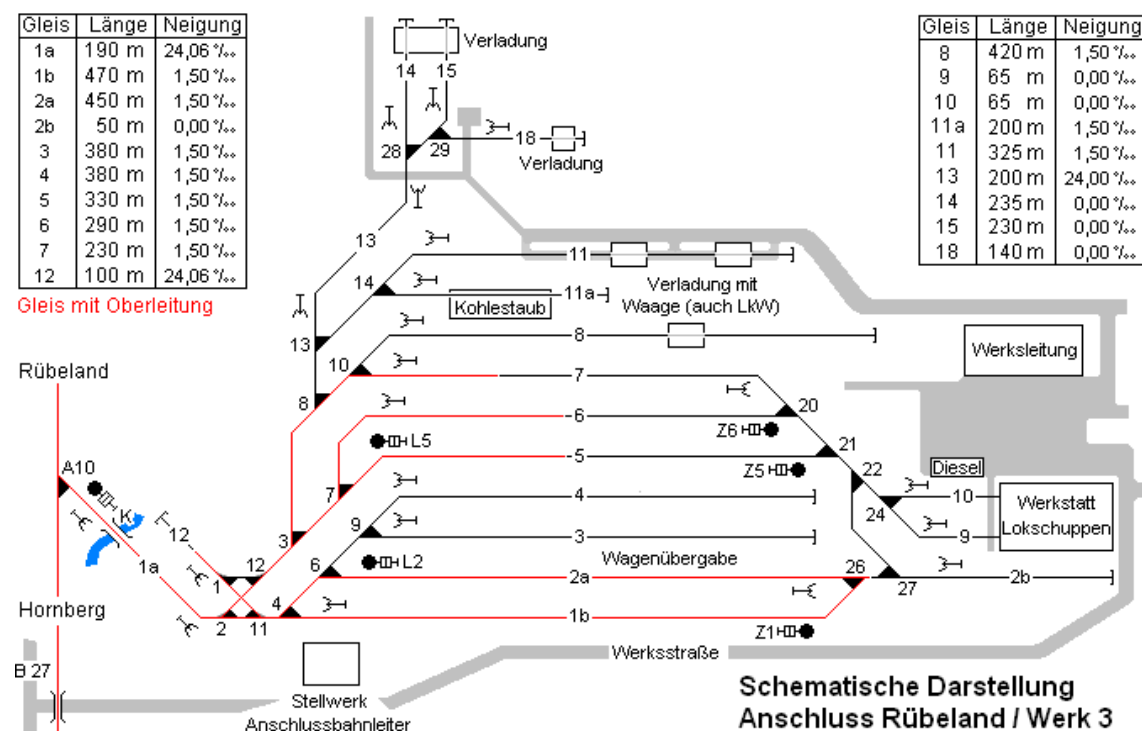 Gleis Länge Neigung
1a 190 m 24,06 ‰
1b 470 m 1,50 ‰
2a 450 m 1,50 ‰
2b 50 m 0,00 ‰
3 380 m 1,50 ‰
4 380 m 1,50 ‰
5 330 m 1,50 ‰
6 290 m 1,50 ‰
7 230 m 1,50 ‰
12 100 m 24,06 ‰
Gleis mit Oberleitung
Gleis Länge Neigung
8 420 m 1,50 ‰
9 65 m 0,00 ‰
10 65 m 0,00 ‰
11a 200 m 1,50 ‰
11 325 m 1,50 ‰
13 200 m 24,00 ‰
14 235 m 0,00 ‰
15 230 m 0,00 ‰
18 140 m 0,00 ‰
Verladung
14 15
28 29 18
Verladung
13
11
14
11a
Kohlestaub
Verladung mit
Waage (auch LkW)
13
8
Werksleitung
10
7
Rübeland
8
6
20
Z6
L5
5
21
A10
Z5
22
Diesel
K
7
4
10
Werkstatt
Lokschuppen
24
9
9
3
12
3
Wagenübergabe
1a
L2
1 12
6
2a
26
27
2b
Hornberg
2 11
4
1b
Z1
B 27
Werksstraße
Stellwerk
Anschlussbahnleiter
Schematische Darstellung
Anschluss Rübeland / Werk 3